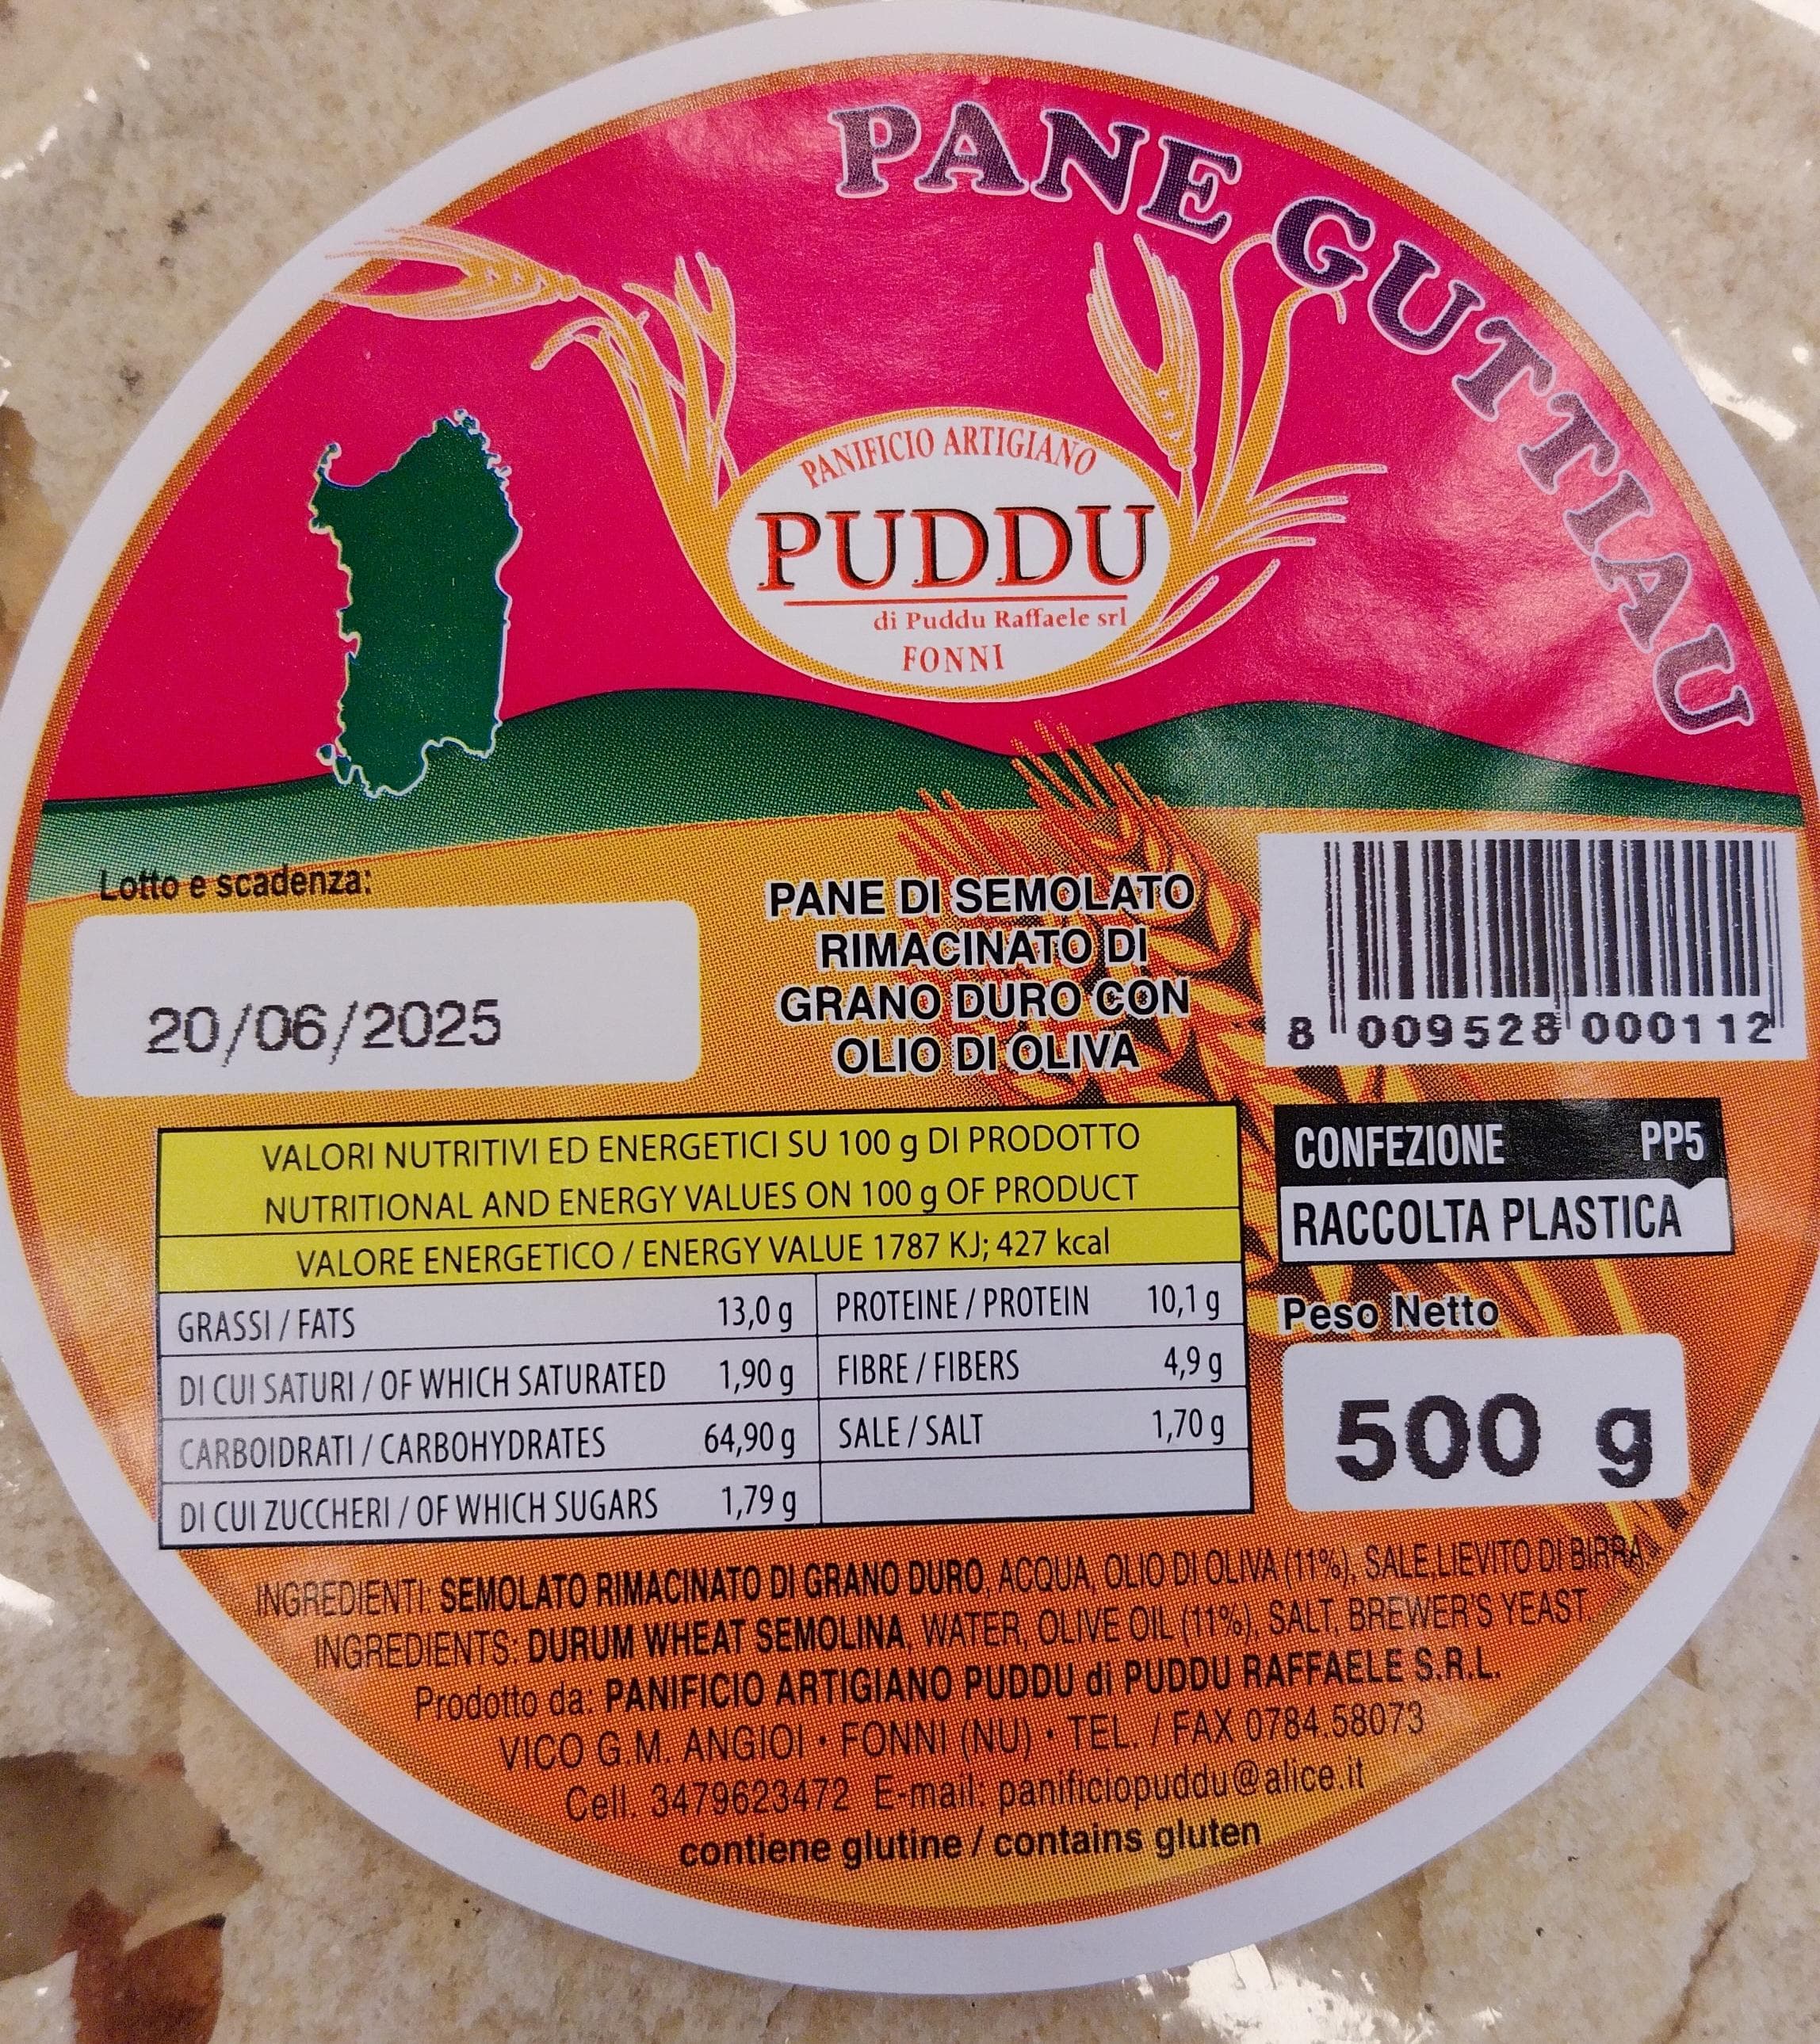 PANE GUTTIAU
PANIFICIO ARTIGIANO
PUDDU
di Puddu Raffaele srl
FONNI
Lotto e scadenza:
20/06/2025
PANE DI SEMOLATO
RIMACINATO DI
GRANO DURO CON
OLIO DI OLIVA
8 009528 000112
VALORI NUTRITIVI ED ENERGETICI SU 100 g DI PRODOTTO
NUTRITIONAL AND ENERGY VALUES ON 100 g OF PRODUCT
VALORE ENERGETICO / ENERGY VALUE 1787 KJ; 427 kcal
GRASSI / FATS 13,0 g PROTEINE / PROTEIN 10,1 g
DI CUI SATURI / OF WHICH SATURATED 1,90 g FIBRE / FIBERS 4,9 g
CARBOIDRATI / CARBOHYDRATES 64,90 g SALE / SALT 1,70 g
DI CUI ZUCCHERI / OF WHICH SUGARS 1,79 g
CONFEZIONE PP5
RACCOLTA PLASTICA
Peso Netto
500 g
INGREDIENTI: SEMOLATO RIMACINATO DI GRANO DURO, ACQUA, OLIO DI OLIVA (11%), SALE,LIEVITO DI BIRRA
INGREDIENTS: DURUM WHEAT SEMOLINA, WATER, OLIVE OIL (11%), SALT, BREWER'S YEAST.
Prodotto da: PANIFICIO ARTIGIANO PUDDU di PUDDU RAFFAELE S.R.L.
VICO G.M. ANGIOI • FONNI (NU) • TEL. / FAX 0784.58073
Cell. 3479623472 E-mail: panificiopuddu@alice.it
contiene glutine / contains gluten